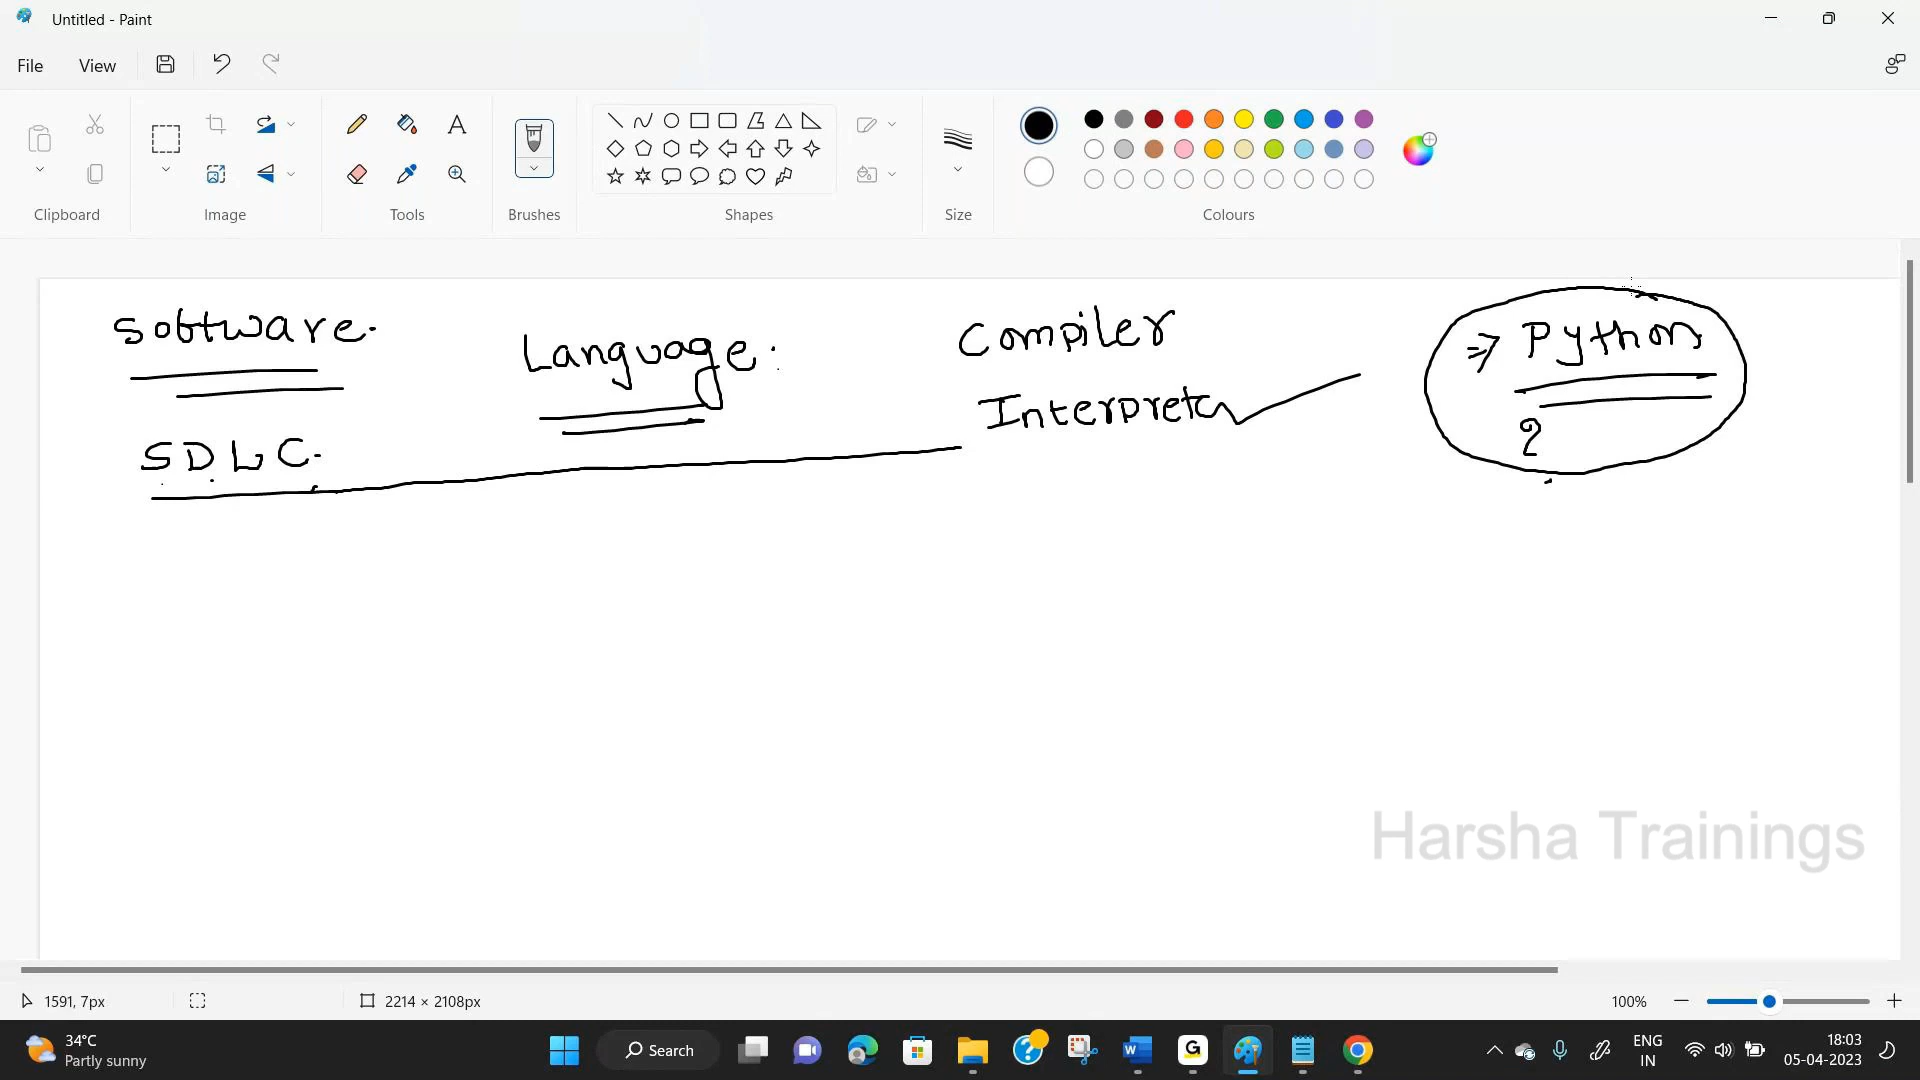 Untitled - Paint
File View
Clipboard Image Tools Brushes Shapes Size Colours
Software.
Language:
Compiler
Interpreter
SDLC.
⇒ Python
2
Harsha Trainings
1591, 7px 2214 × 2108px 100%
34°C
Partly sunny
Search
ENG
IN
18:03
05-04-2023